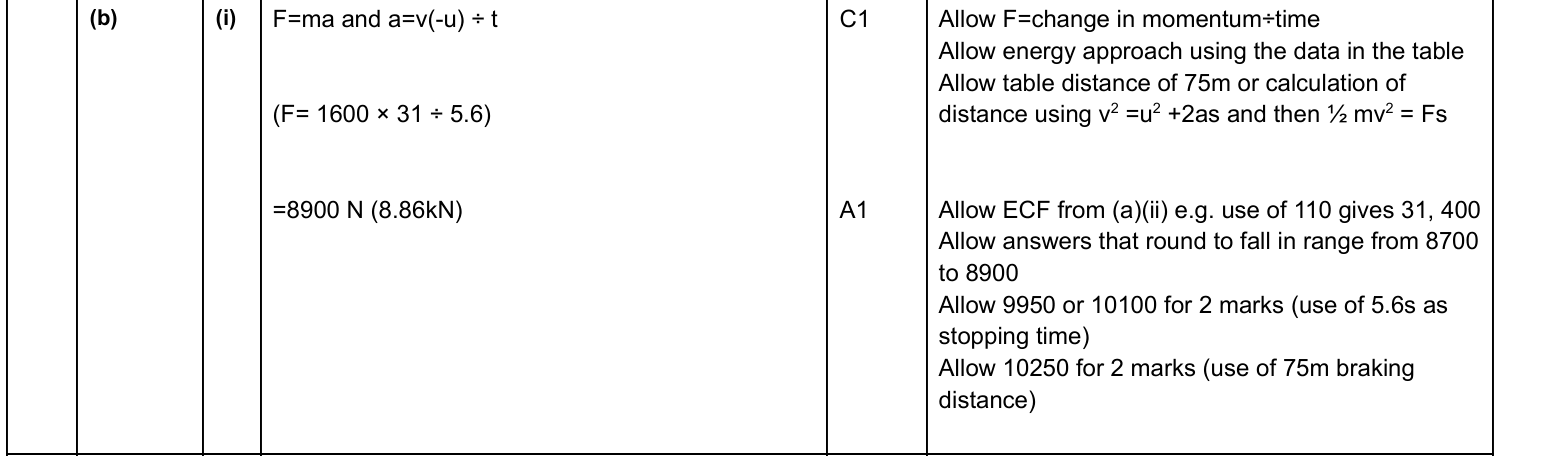 (b) (i) F=ma and a=v(-u) ÷ t C1 Allow F=change in momentum÷time
Allow energy approach using the data in the table
Allow table distance of 75m or calculation of
(F= 1600 × 31 ÷ 5.6) distance using v² =u² +2as and then ½ mv² = Fs
=8900 N (8.86kN) A1 Allow ECF from (a)(ii) e.g. use of 110 gives 31, 400
Allow answers that round to fall in range from 8700
to 8900
Allow 9950 or 10100 for 2 marks (use of 5.6s as
stopping time)
Allow 10250 for 2 marks (use of 75m braking
distance)